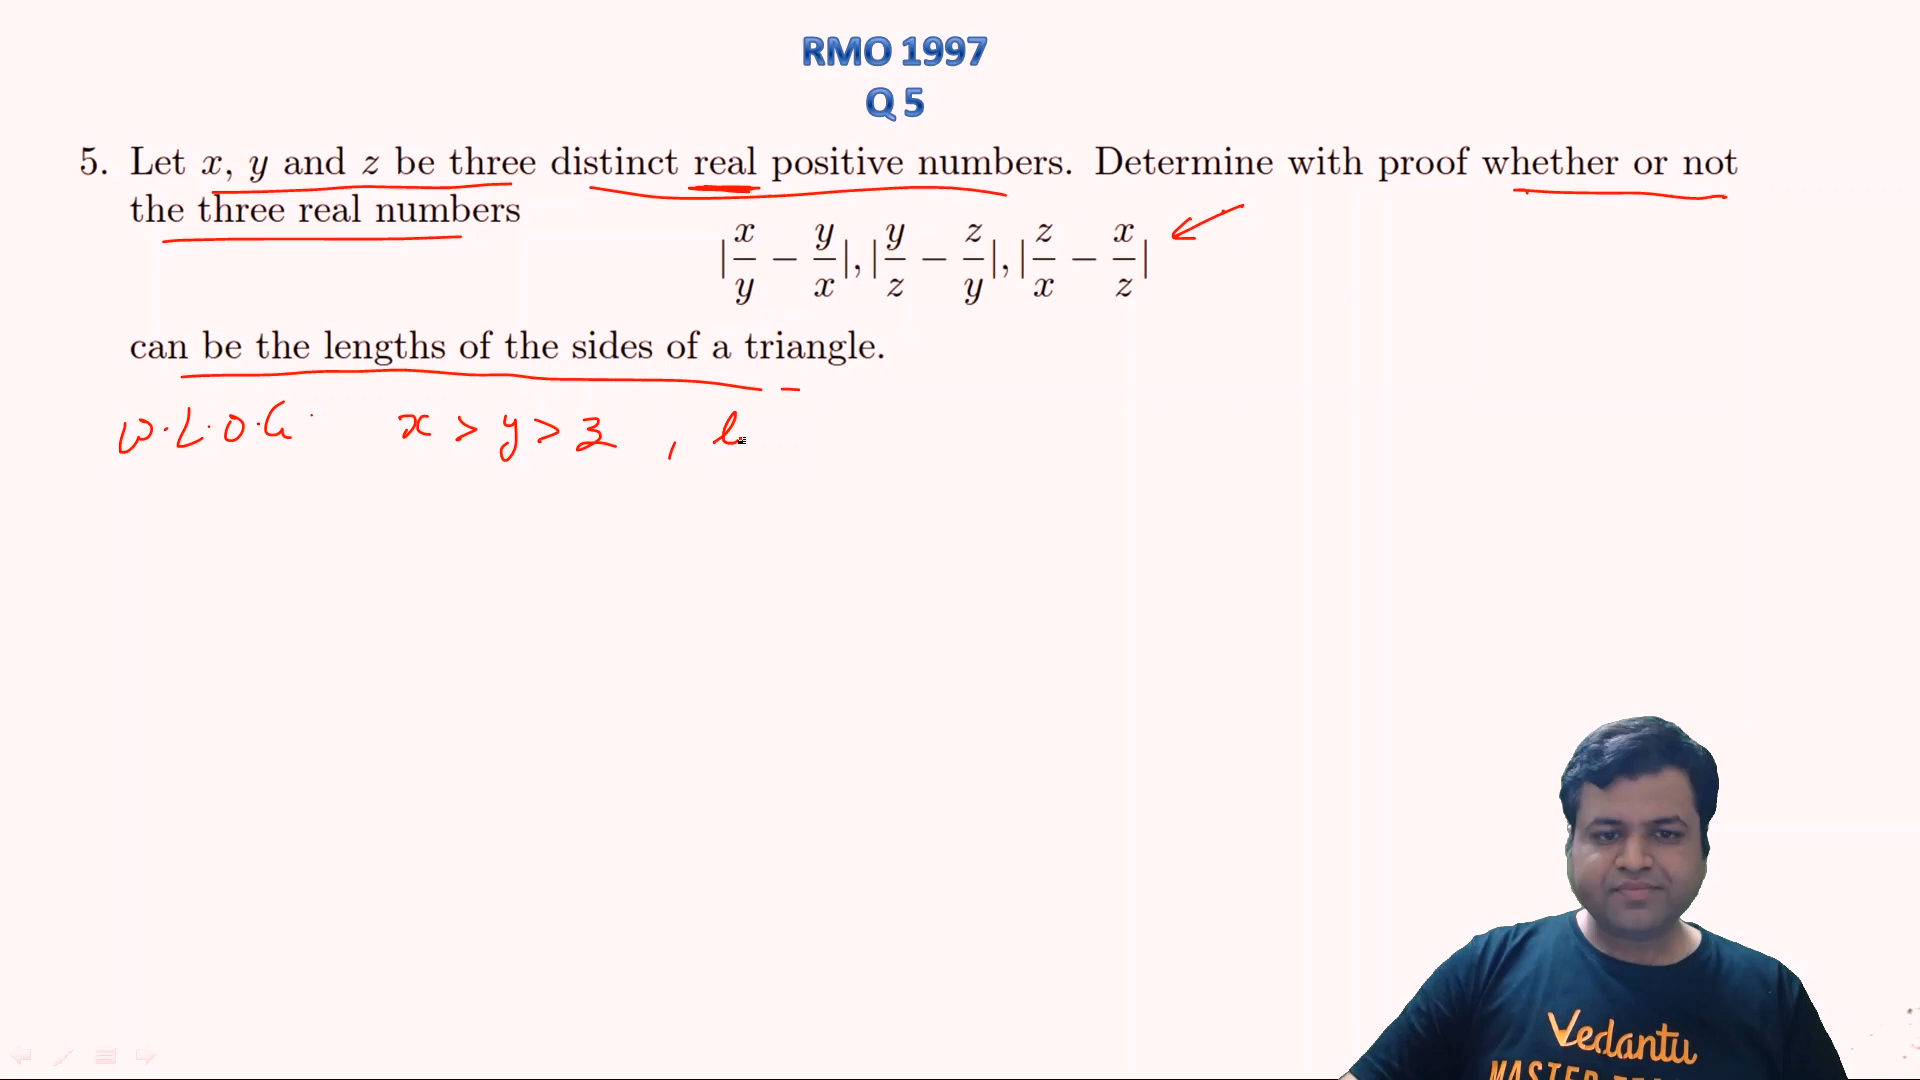 RMO 1997
Q 5
5. Let x, y and z be three distinct real positive numbers. Determine with proof whether or not
the three real numbers
|x/y − y/x|, |y/z − z/y|, |z/x − x/z|
can be the lengths of the sides of a triangle.
W.L.O.G. x > y > z , l
Vedantu